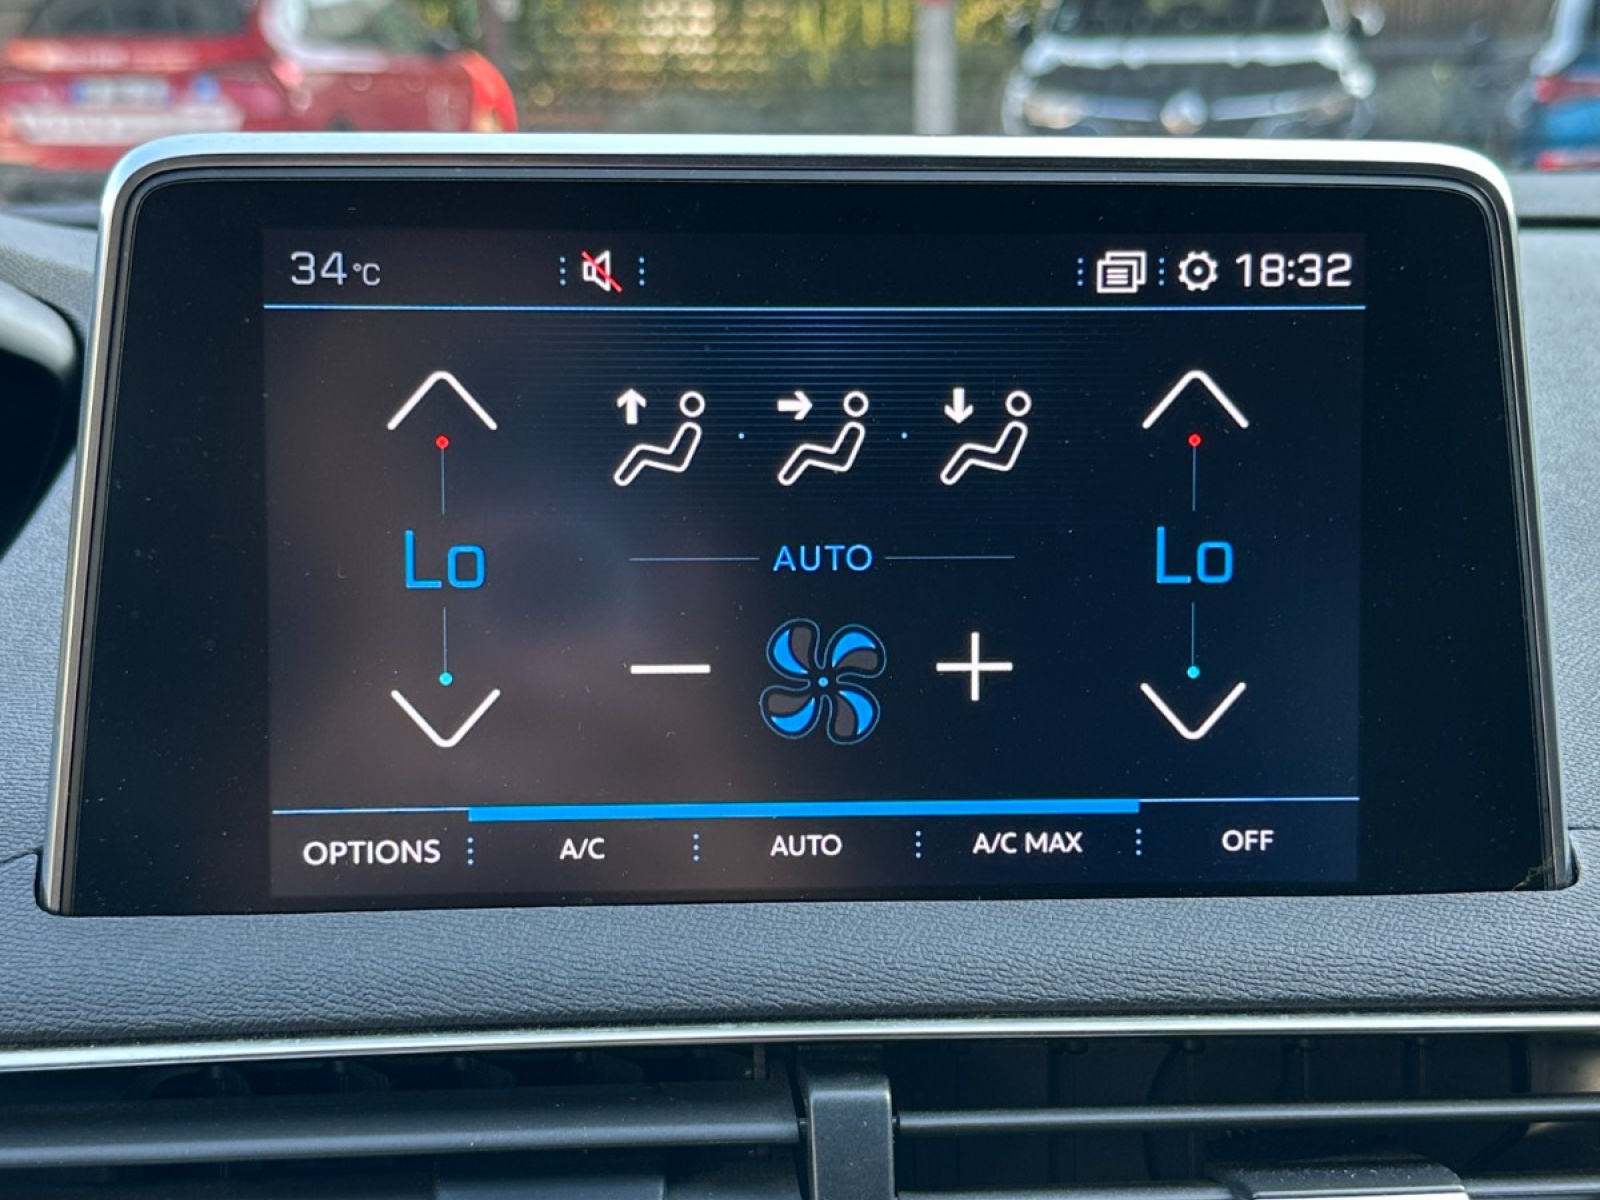 34°C 18:32
Lo AUTO Lo
OPTIONS A/C AUTO A/C MAX OFF